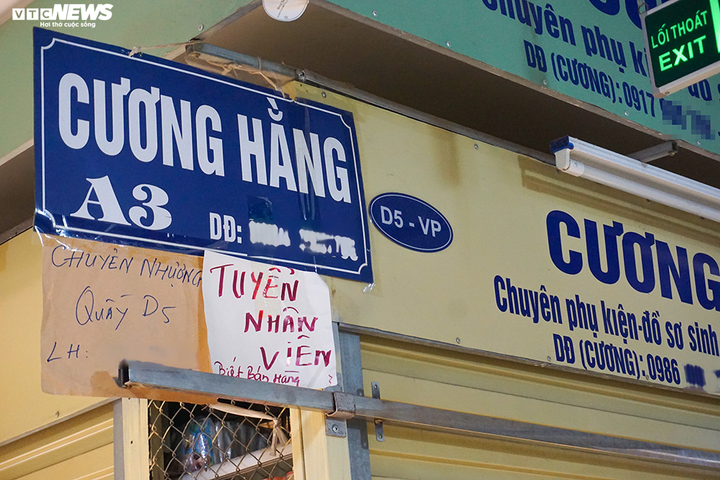 VTC NEWS
Hơi thở cuộc sống
CƯƠNG HẰNG
A3
DĐ:
CHUYỂN NHƯỢNG
QUẦY D5
LH:
TUYỂN
NHÂN
VIÊN
Biết Bán Hàng
D5 - VP
Chuyên phụ kiện
DĐ (CƯƠNG): 0917
LỐI THOÁT
EXIT
CƯƠNG
Chuyên phụ kiện-đồ sơ sinh
DĐ (CƯƠNG): 0986